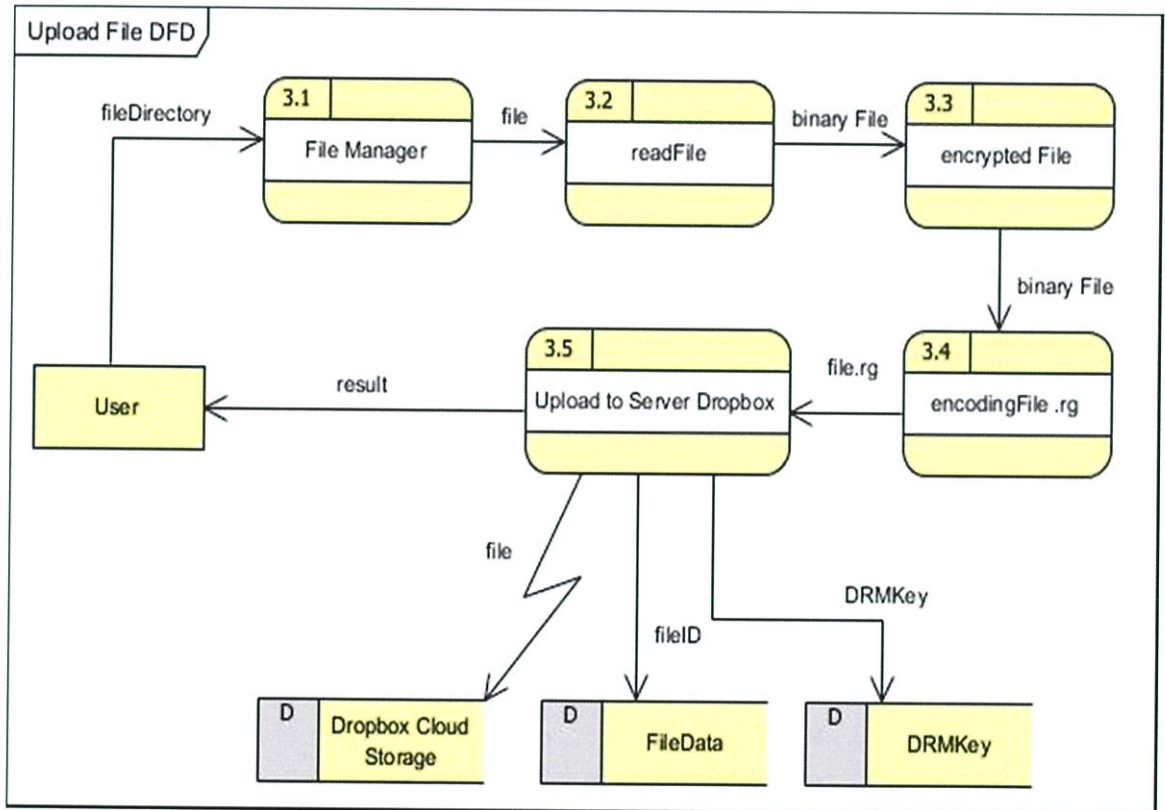 Upload File DFD
fileDirectory
3.1
File Manager
file
3.2
readFile
binary File
3.3
encrypted File
binary File
3.4
encodingFile .rg
file.rg
3.5
Upload to Server Dropbox
result
User
file
fileID
DRMKey
D
Dropbox Cloud
Storage
D
FileData
D
DRMKey